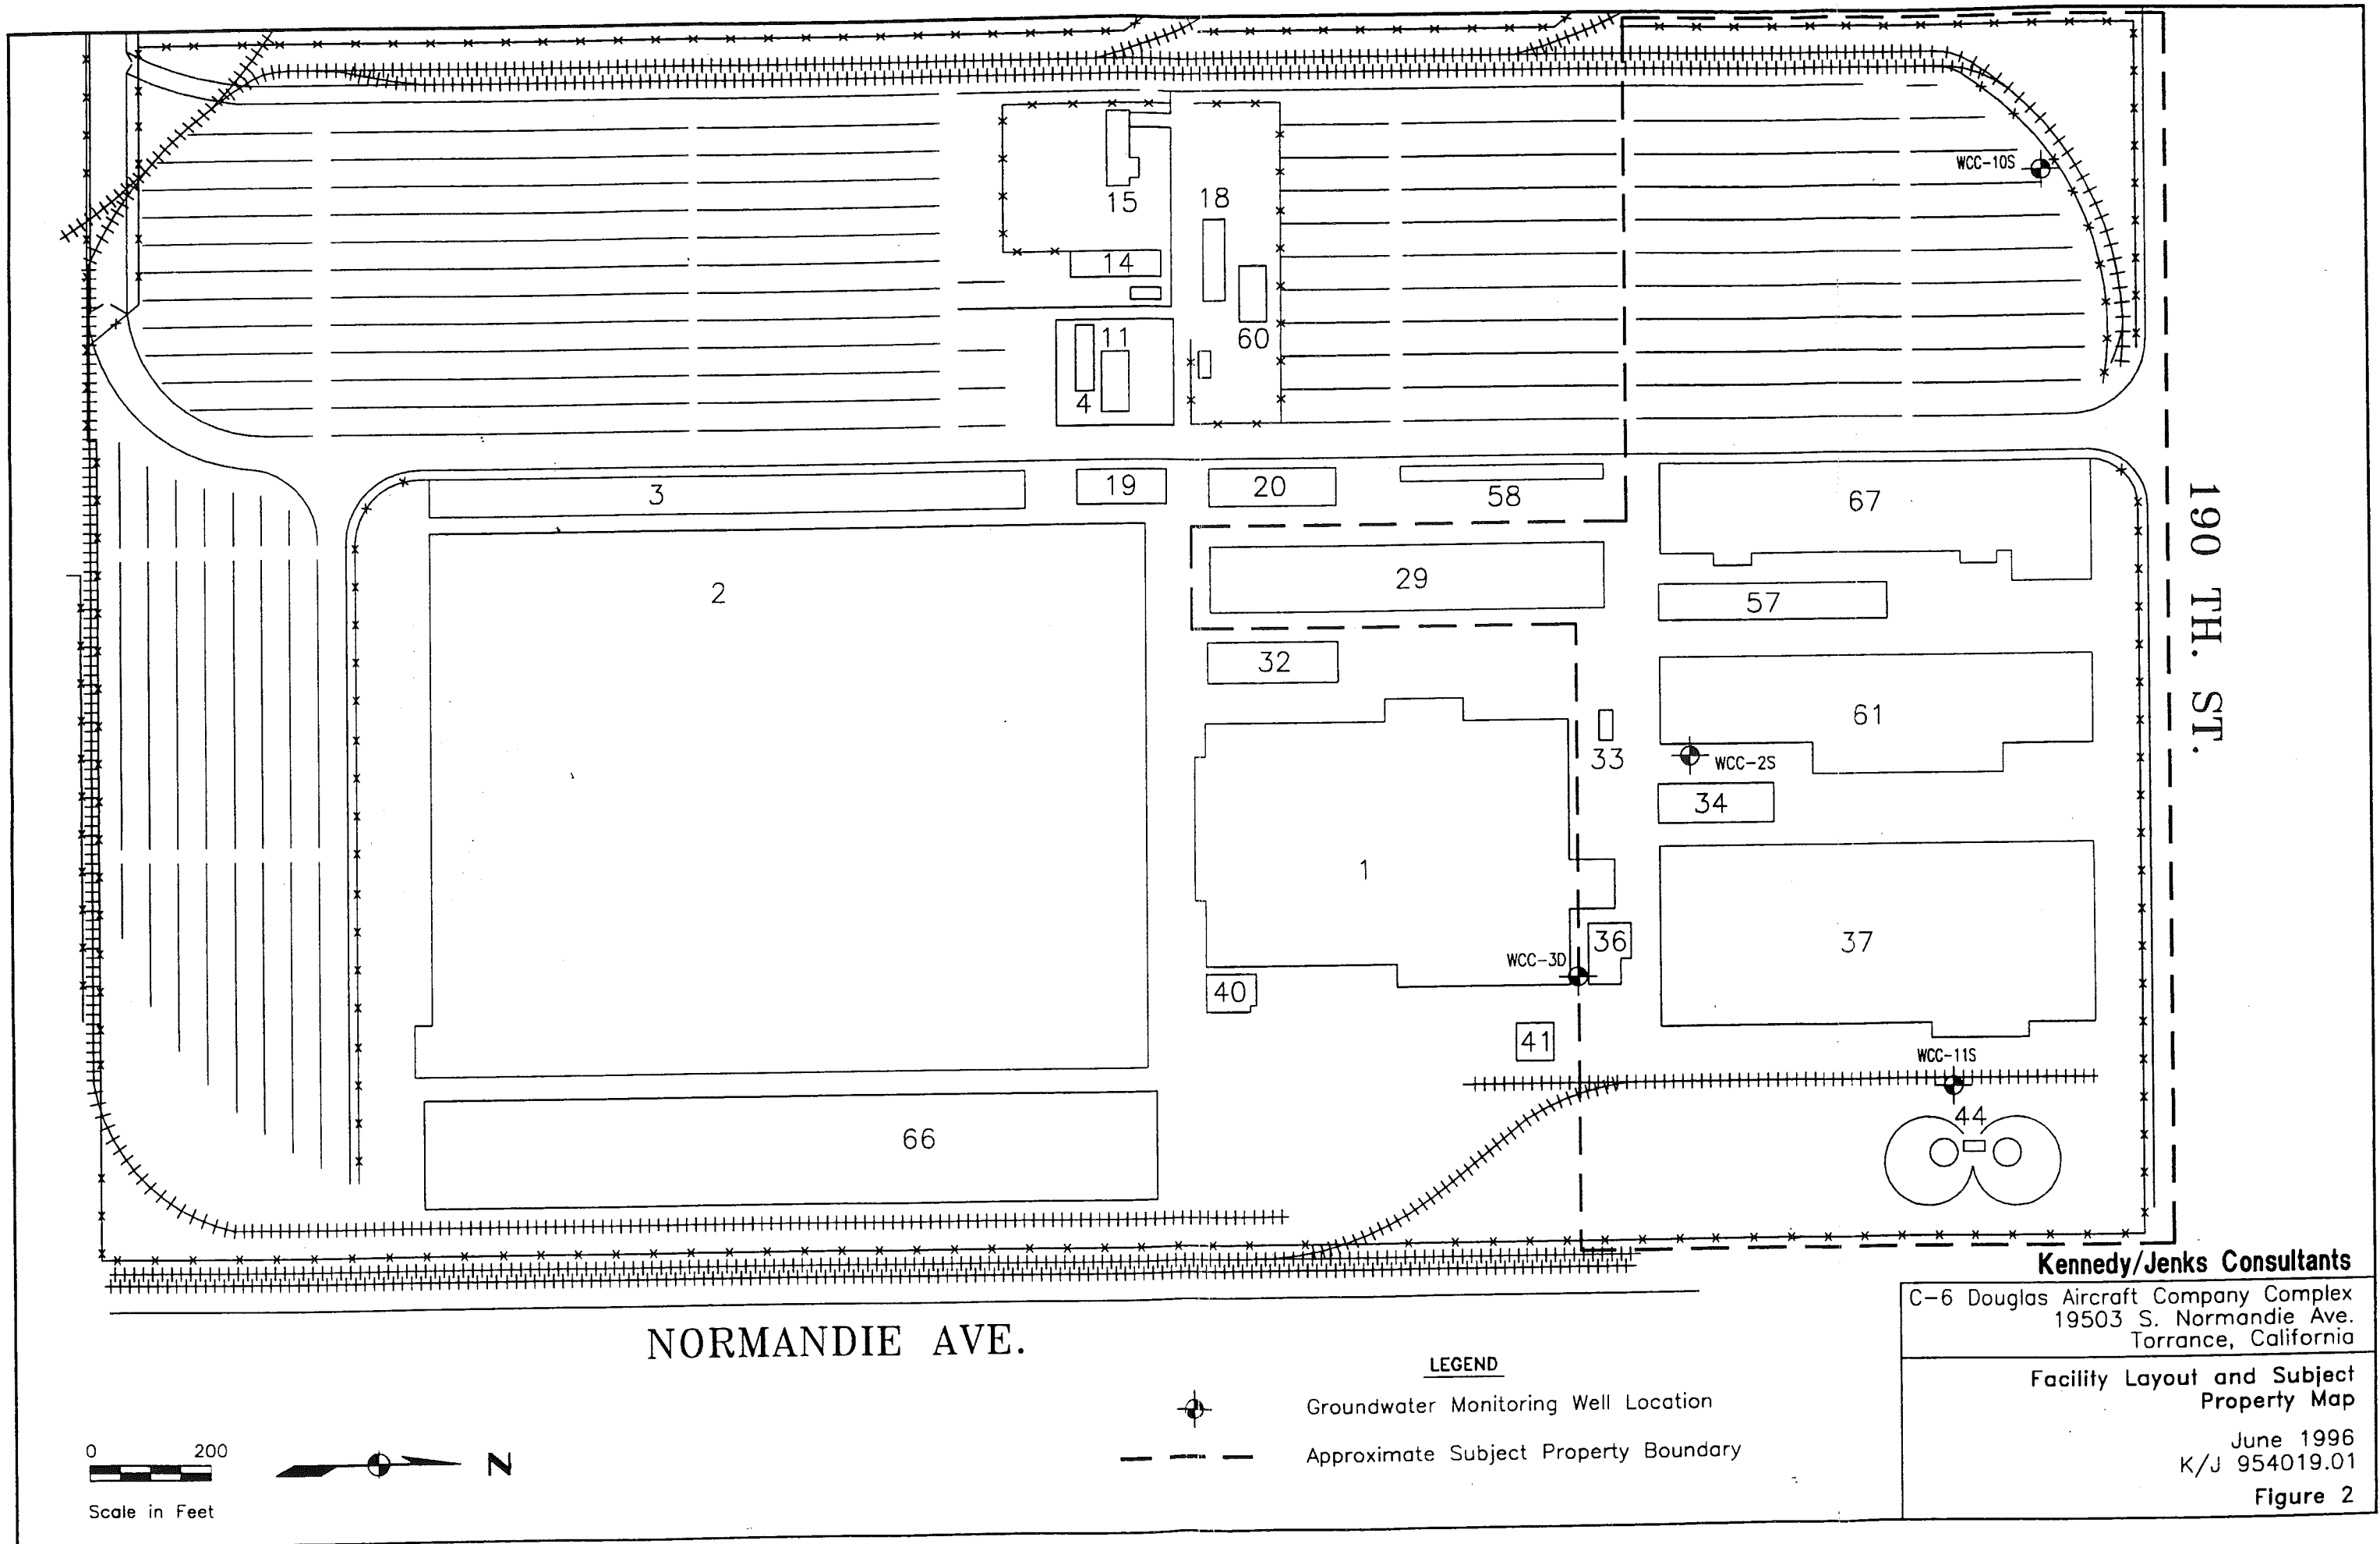 WCC-10S
15
18
14
11
60
4
3
19
20
58
67
190 TH. ST.
2
29
57
32
61
33
WCC-2S
34
1
36
37
WCC-3D
40
41
WCC-11S
44
66
Kennedy/Jenks Consultants
C-6 Douglas Aircraft Company Complex
19503 S. Normandie Ave.
Torrance, California
NORMANDIE AVE.
LEGEND
Groundwater Monitoring Well Location
Approximate Subject Property Boundary
Facility Layout and Subject
Property Map
June 1996
K/J 954019.01
Figure 2
0 200
Scale in Feet
N